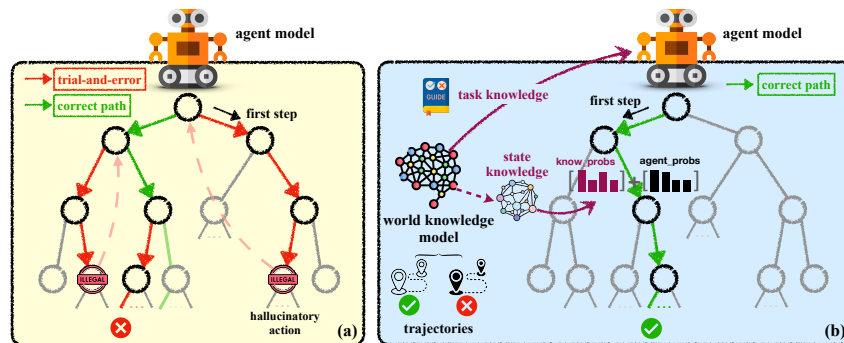 agent model
trial-and-error
correct path
first step
ILLEGAL
ILLEGAL
hallucinatory
action
(a)
agent model
correct path
GUIDE
task knowledge
first step
state
knowledge
know_probs
agent_probs
[ ] + [ ]
world knowledge
model
trajectories
(b)